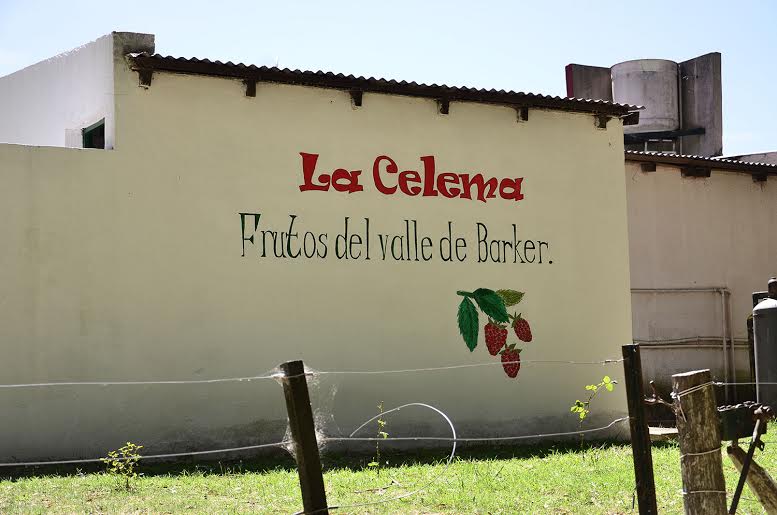 La Celema
Frutos del valle de Barker.